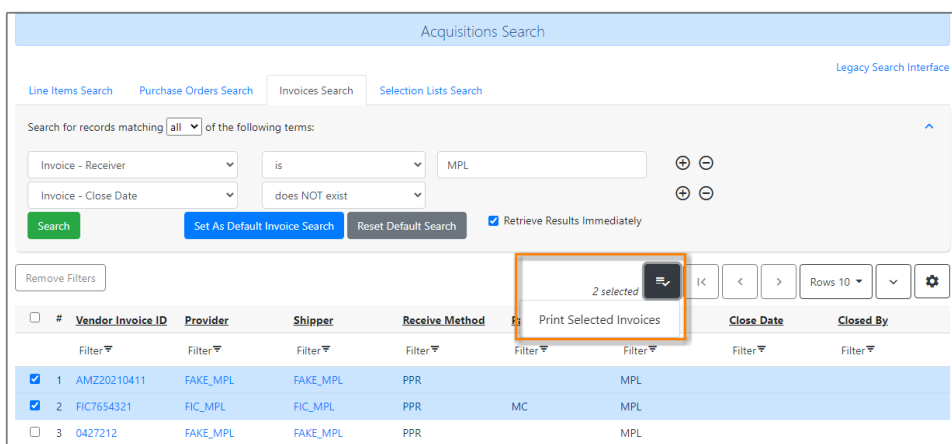 Acquisitions Search
Legacy Search Interface
Line Items Search Purchase Orders Search Invoices Search Selection Lists Search
Search for records matching all of the following terms:
Invoice - Receiver is MPL
Invoice - Close Date does NOT exist
Search Set As Default Invoice Search Reset Default Search Retrieve Results Immediately
Remove Filters 2 selected Rows 10
Print Selected Invoices
# Vendor Invoice ID Provider Shipper Receive Method Close Date Closed By
Filter Filter Filter Filter Filter Filter Filter Filter
1 AMZ20210411 FAKE_MPL FAKE_MPL PPR MPL
2 FIC7654321 FIC_MPL FIC_MPL PPR MC MPL
3 0427212 FAKE_MPL FAKE_MPL PPR MPL